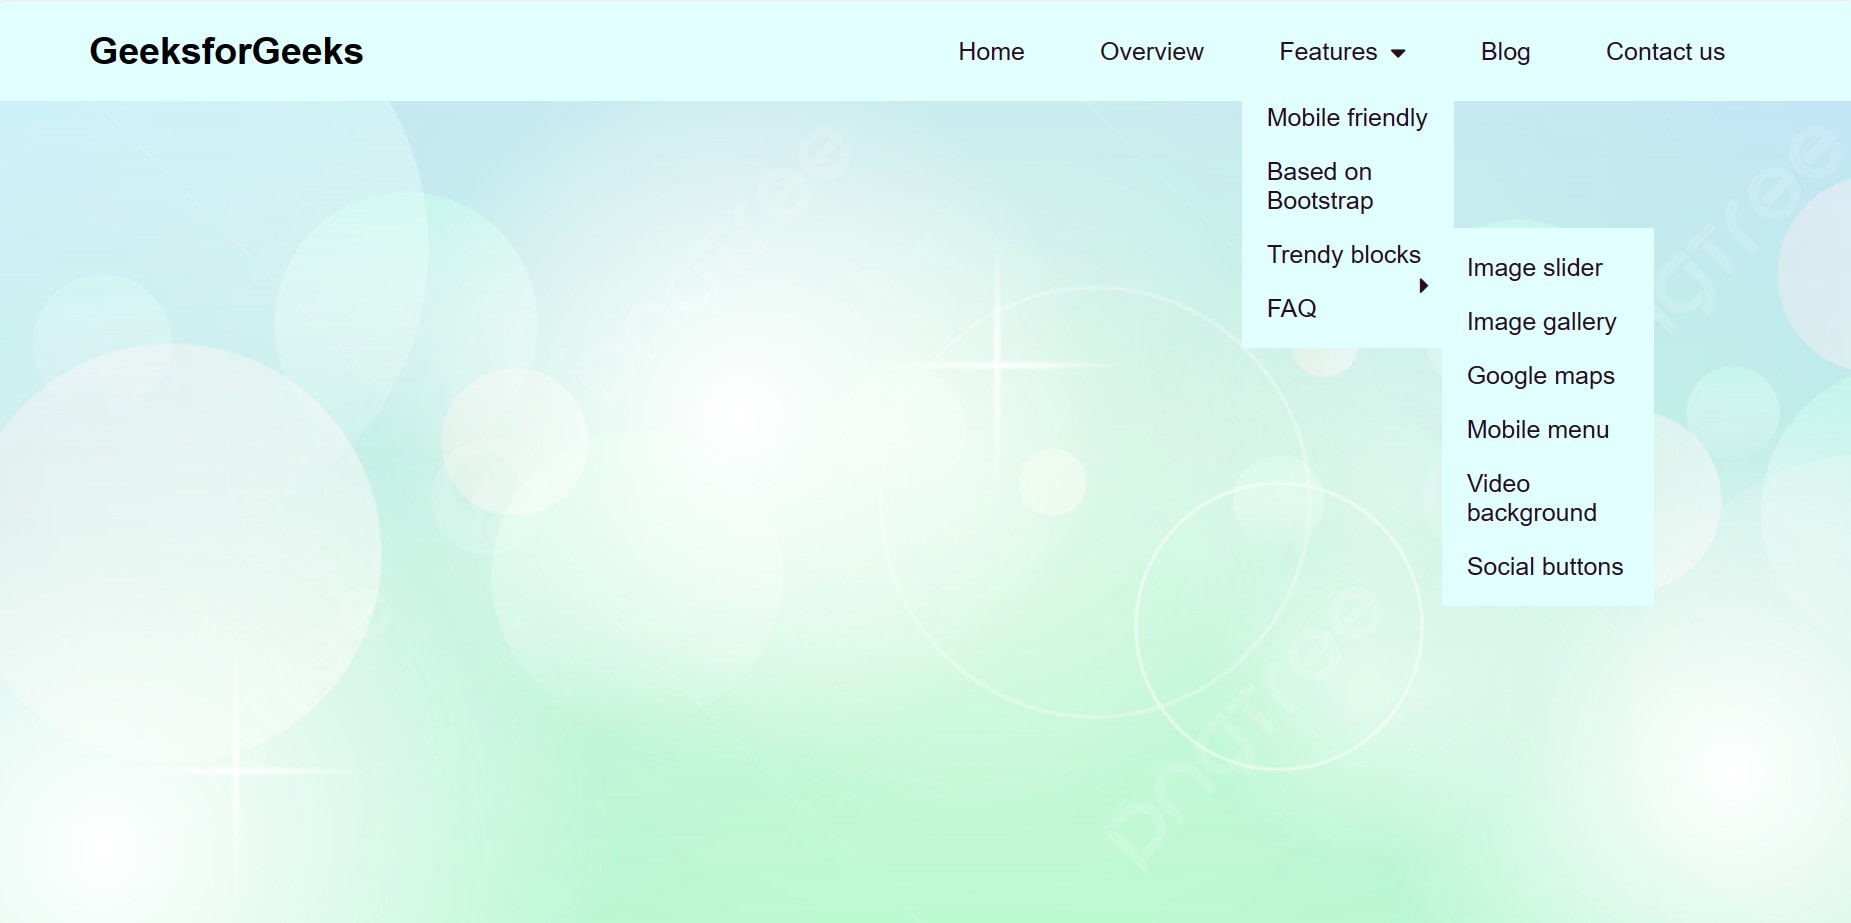 GeeksforGeeks
Home
Overview
Features
Blog
Contact us
Mobile friendly
Based on
Bootstrap
Trendy blocks
FAQ
Image slider
Image gallery
Google maps
Mobile menu
Video
background
Social buttons
pngtree
pngtree
pngtree